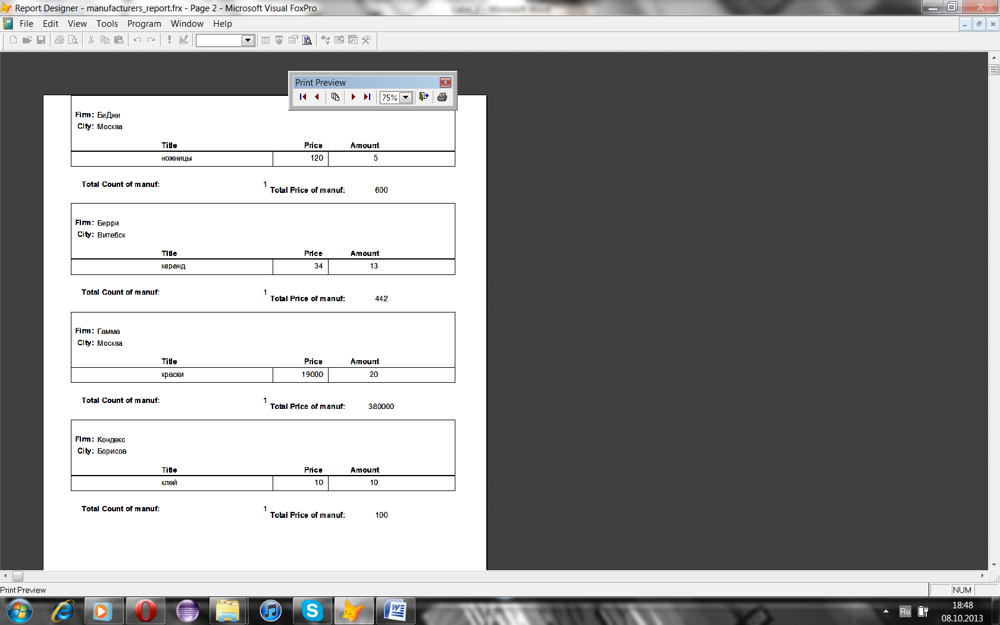 Report Designer - manufacturers_report.frx - Page 2 - Microsoft Visual FoxPro
File Edit View Tools Program Window Help
Print Preview
75%
Firm: БиДжи
City: Москва
Title Price Amount
ножницы 120 5
Total Count of manuf: 1
Total Price of manuf: 600
Firm: Бирри
City: Витебск
Title Price Amount
каранд 34 13
Total Count of manuf: 1
Total Price of manuf: 442
Firm: Гамма
City: Москва
Title Price Amount
краски 19000 20
Total Count of manuf: 1
Total Price of manuf: 380000
Firm: Кондекс
City: Борисов
Title Price Amount
клей 10 10
Total Count of manuf: 1
Total Price of manuf: 100
Print Preview NUM
Ru
18:48
08.10.2013